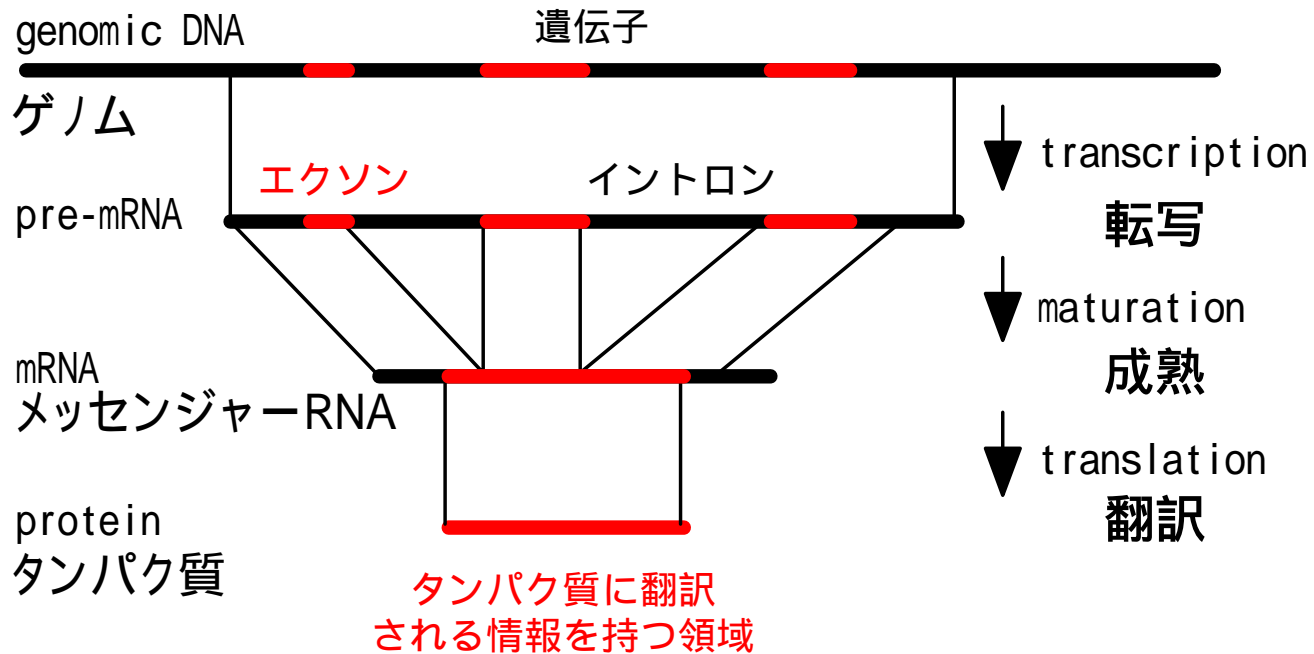 genomic DNA
遺伝子
ゲノム
transcription
エクソン
イントロン
pre-mRNA
転写
maturation
mRNA
成熟
メッセンジャーRNA
translation
protein
翻訳
タンパク質
タンパク質に翻訳
される情報を持つ領域